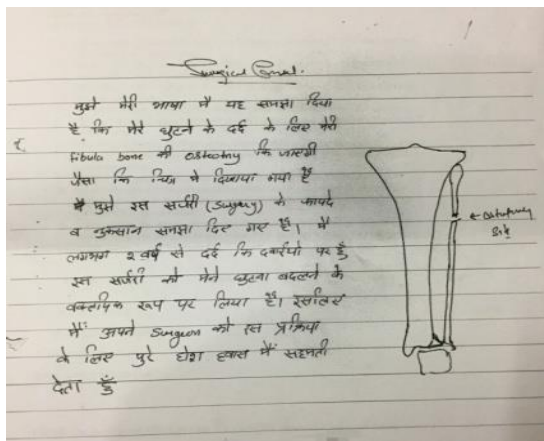 Surgical Consent.
मुझे मेरी भाषा में यह समझा दिया
है कि मेरे घुटने के दर्द के लिए मेरी
Fibula bone की osteotomy कि जाएगी
जैसा कि चित्र में दिखाया गया है
मुझे इस सर्जरी (Surgery) के फायदे
व नुकसान समझा दिए गए हैं। मैं
लगभग 2 वर्ष से दर्द कि दवाईयो पर हूँ
इस सर्जरी को मेने घुटना बदलने के
वकल्पिक रूप पर लिया है। इसलिए
मैं अपने Surgeon को इस प्रक्रिया
के लिए पुरे होश हवास में सहमती
देता हूँ
← Osteotomy
Site